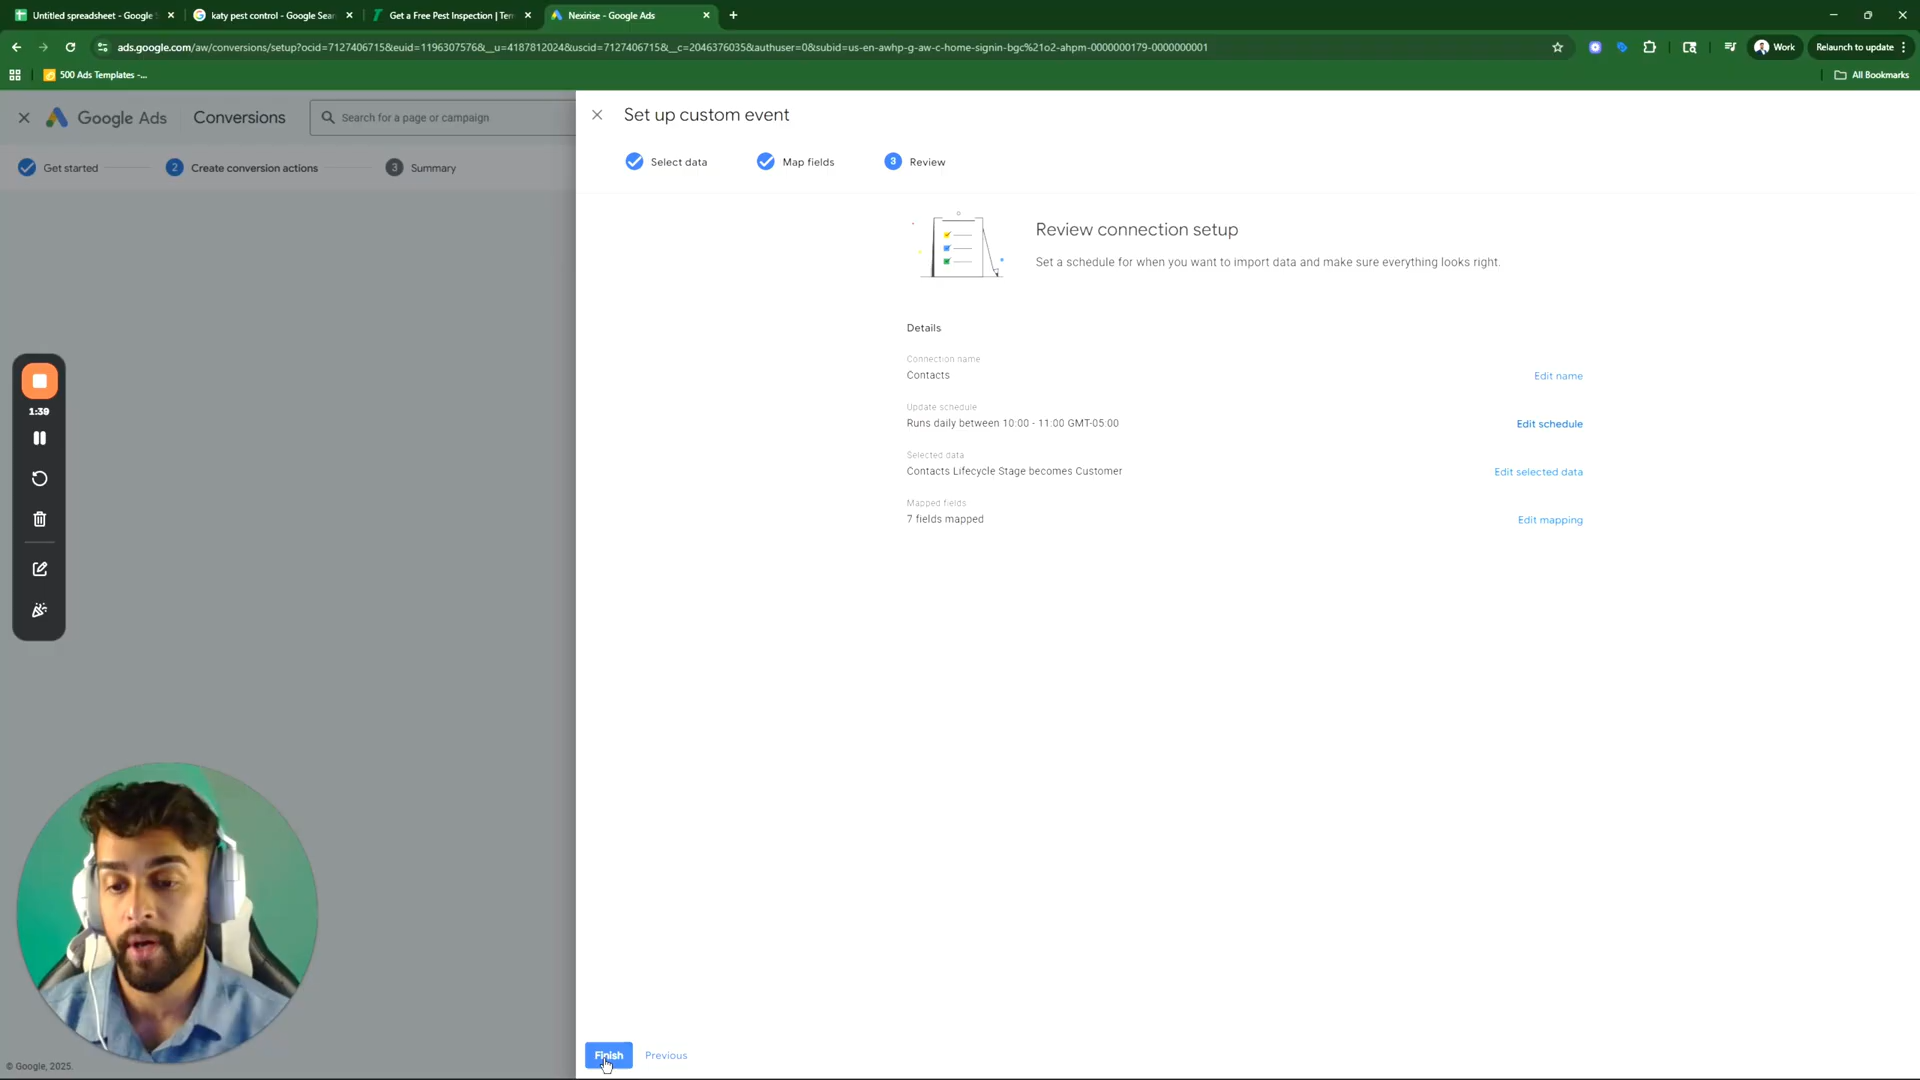 Untitled spreadsheet - Google S
katy pest control - Google Sear
Get a Free Pest Inspection | Ter
Nexirise - Google Ads
ads.google.com/aw/conversions/setup?ocid=7127406715&euid=1196307576&__u=4187812024&uscid=7127406715&__c=2046376035&authuser=0&subid=us-en-awhp-g-aw-c-home-signin-bgc%21o2-ahpm-0000000179-0000000001
Work
Relaunch to update
500 Ads Templates -...
All Bookmarks
Google Ads
Conversions
Search for a page or campaign
Get started
2 Create conversion actions
3 Summary
Set up custom event
Select data
Map fields
3 Review
Review connection setup
Set a schedule for when you want to import data and make sure everything looks right.
Details
Connection name
Contacts
Edit name
Update schedule
Runs daily between 10:00 - 11:00 GMT-05:00
Edit schedule
Selected data
Contacts Lifecycle Stage becomes Customer
Edit selected data
Mapped fields
7 fields mapped
Edit mapping
1:39
Finish
Previous
© Google, 2025.